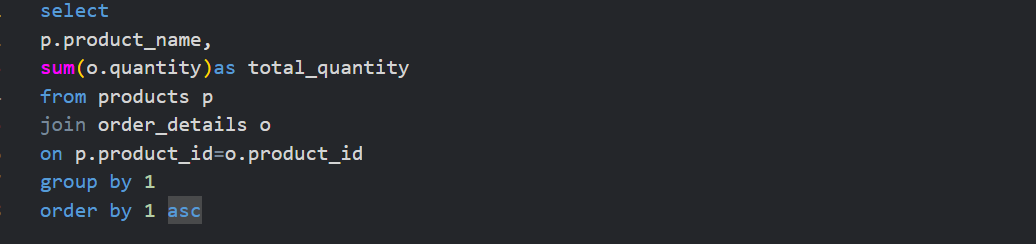 select
p.product_name,
sum(o.quantity)as total_quantity
from products p
join order_details o
on p.product_id=o.product_id
group by 1
order by 1 asc